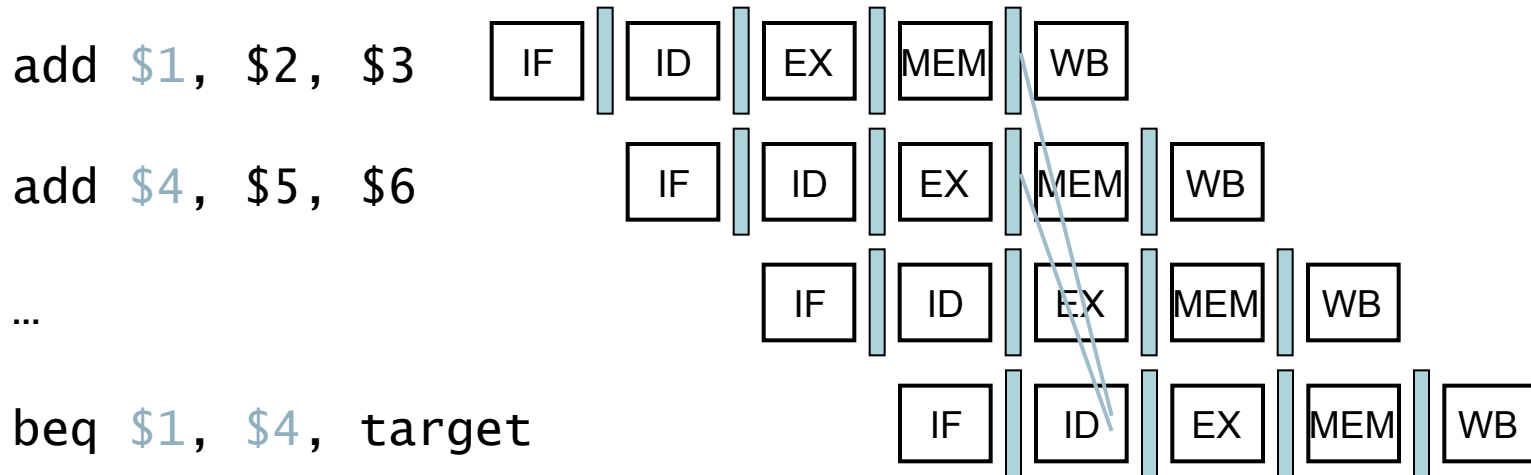 add $1, $2, $3 IF ID EX MEM WB
add $4, $5, $6 IF ID EX MEM WB
… IF ID EX MEM WB
beq $1, $4, target IF ID EX MEM WB